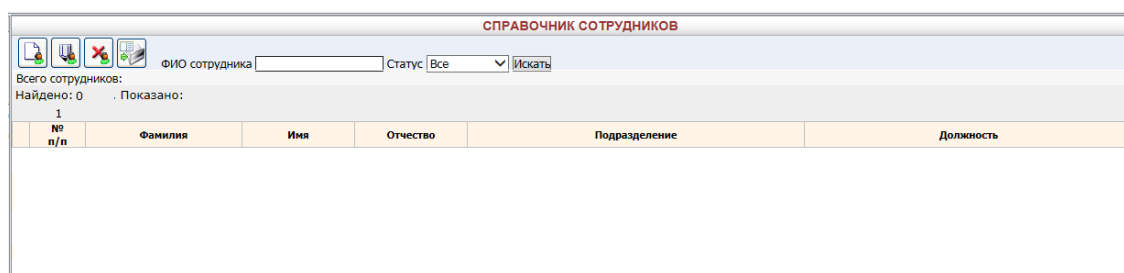 СПРАВОЧНИК СОТРУДНИКОВ
ФИО сотрудника Статус Все Искать
Всего сотрудников:
Найдено: 0 . Показано:
1
№ п/п Фамилия Имя Отчество Подразделение Должность